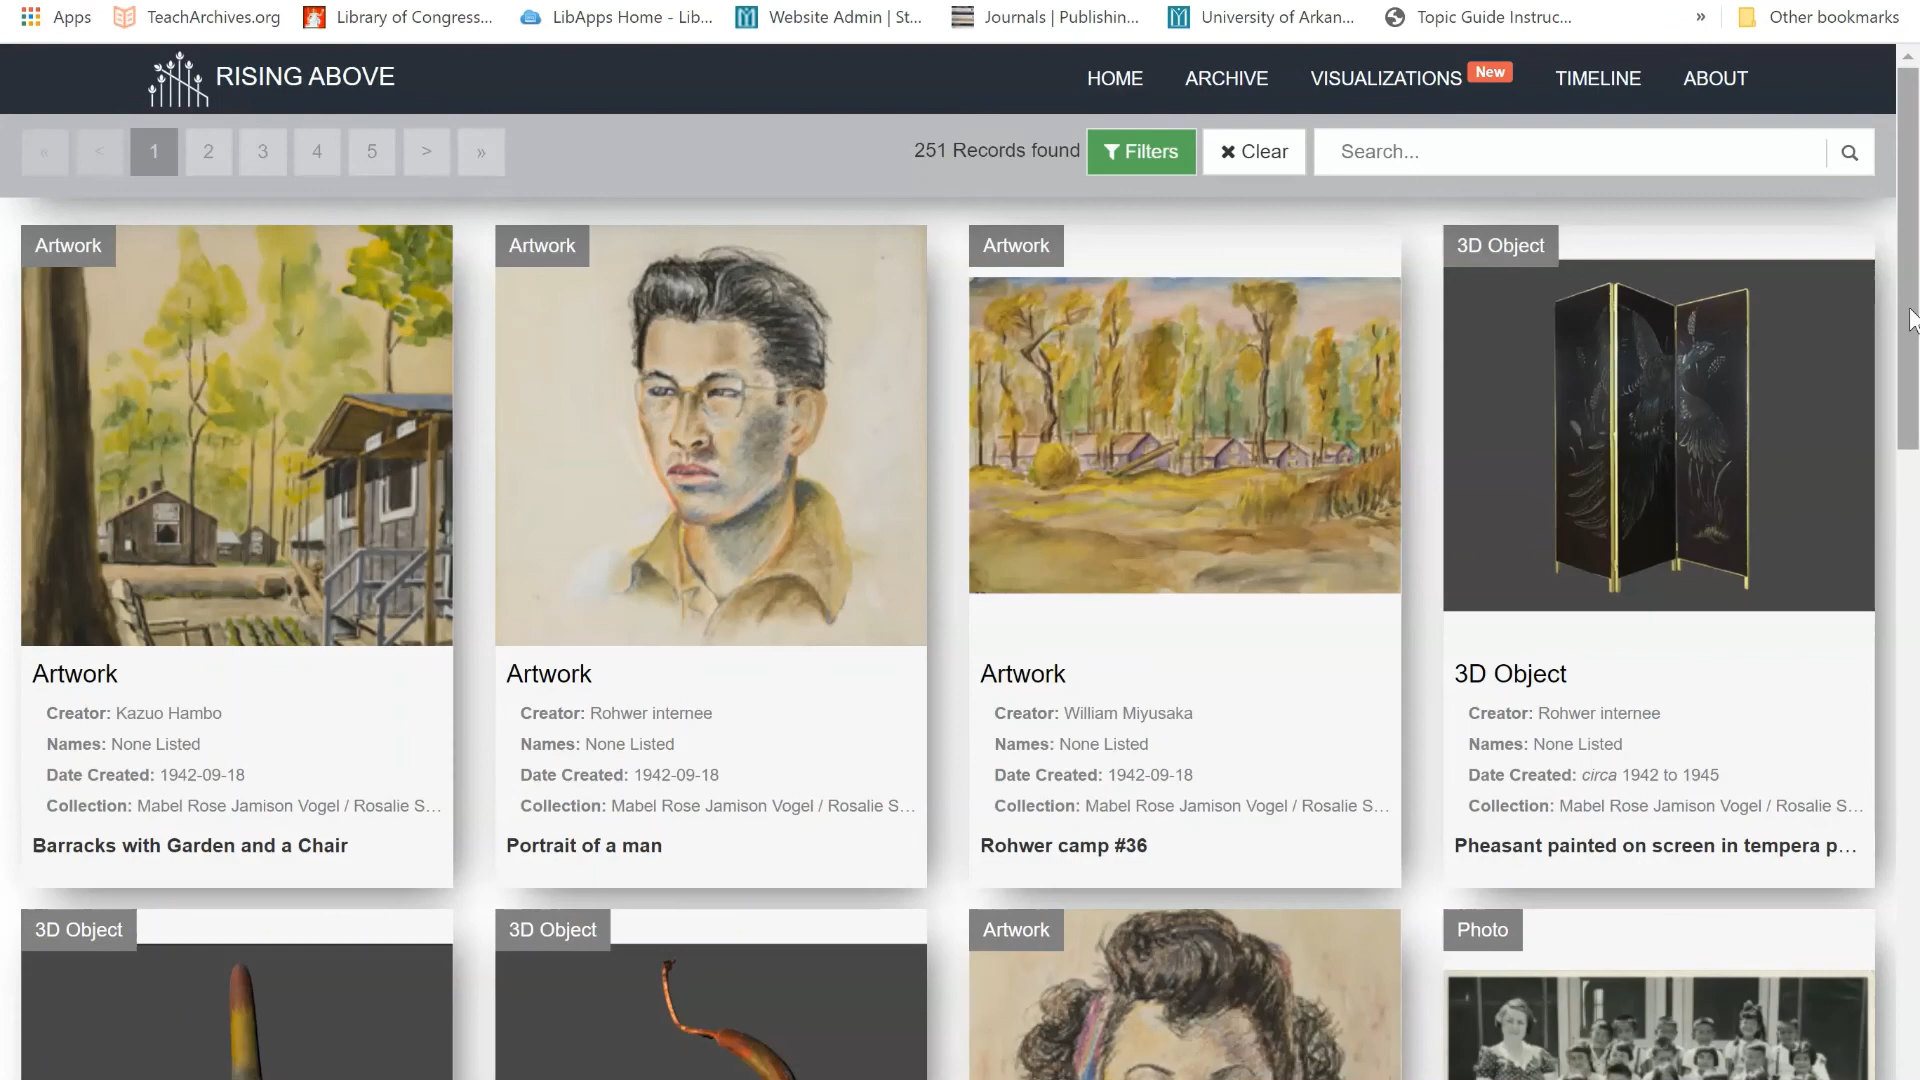 Apps
TeachArchives.org
Library of Congress...
LibApps Home - Lib...
Website Admin | St...
Journals | Publishin...
University of Arkan...
Topic Guide Instruc...
»
Other bookmarks
RISING ABOVE
HOME
ARCHIVE
VISUALIZATIONS New
TIMELINE
ABOUT
« < 1 2 3 4 5 > »
251 Records found
Filters
Clear
Search...
Artwork
Artwork
Creator: Kazuo Hambo
Names: None Listed
Date Created: 1942-09-18
Collection: Mabel Rose Jamison Vogel / Rosalie S...
Barracks with Garden and a Chair
Artwork
Artwork
Creator: Rohwer internee
Names: None Listed
Date Created: 1942-09-18
Collection: Mabel Rose Jamison Vogel / Rosalie S...
Portrait of a man
Artwork
Artwork
Creator: William Miyusaka
Names: None Listed
Date Created: 1942-09-18
Collection: Mabel Rose Jamison Vogel / Rosalie S...
Rohwer camp #36
3D Object
3D Object
Creator: Rohwer internee
Names: None Listed
Date Created: circa 1942 to 1945
Collection: Mabel Rose Jamison Vogel / Rosalie S...
Pheasant painted on screen in tempera p...
3D Object
3D Object
Artwork
Photo